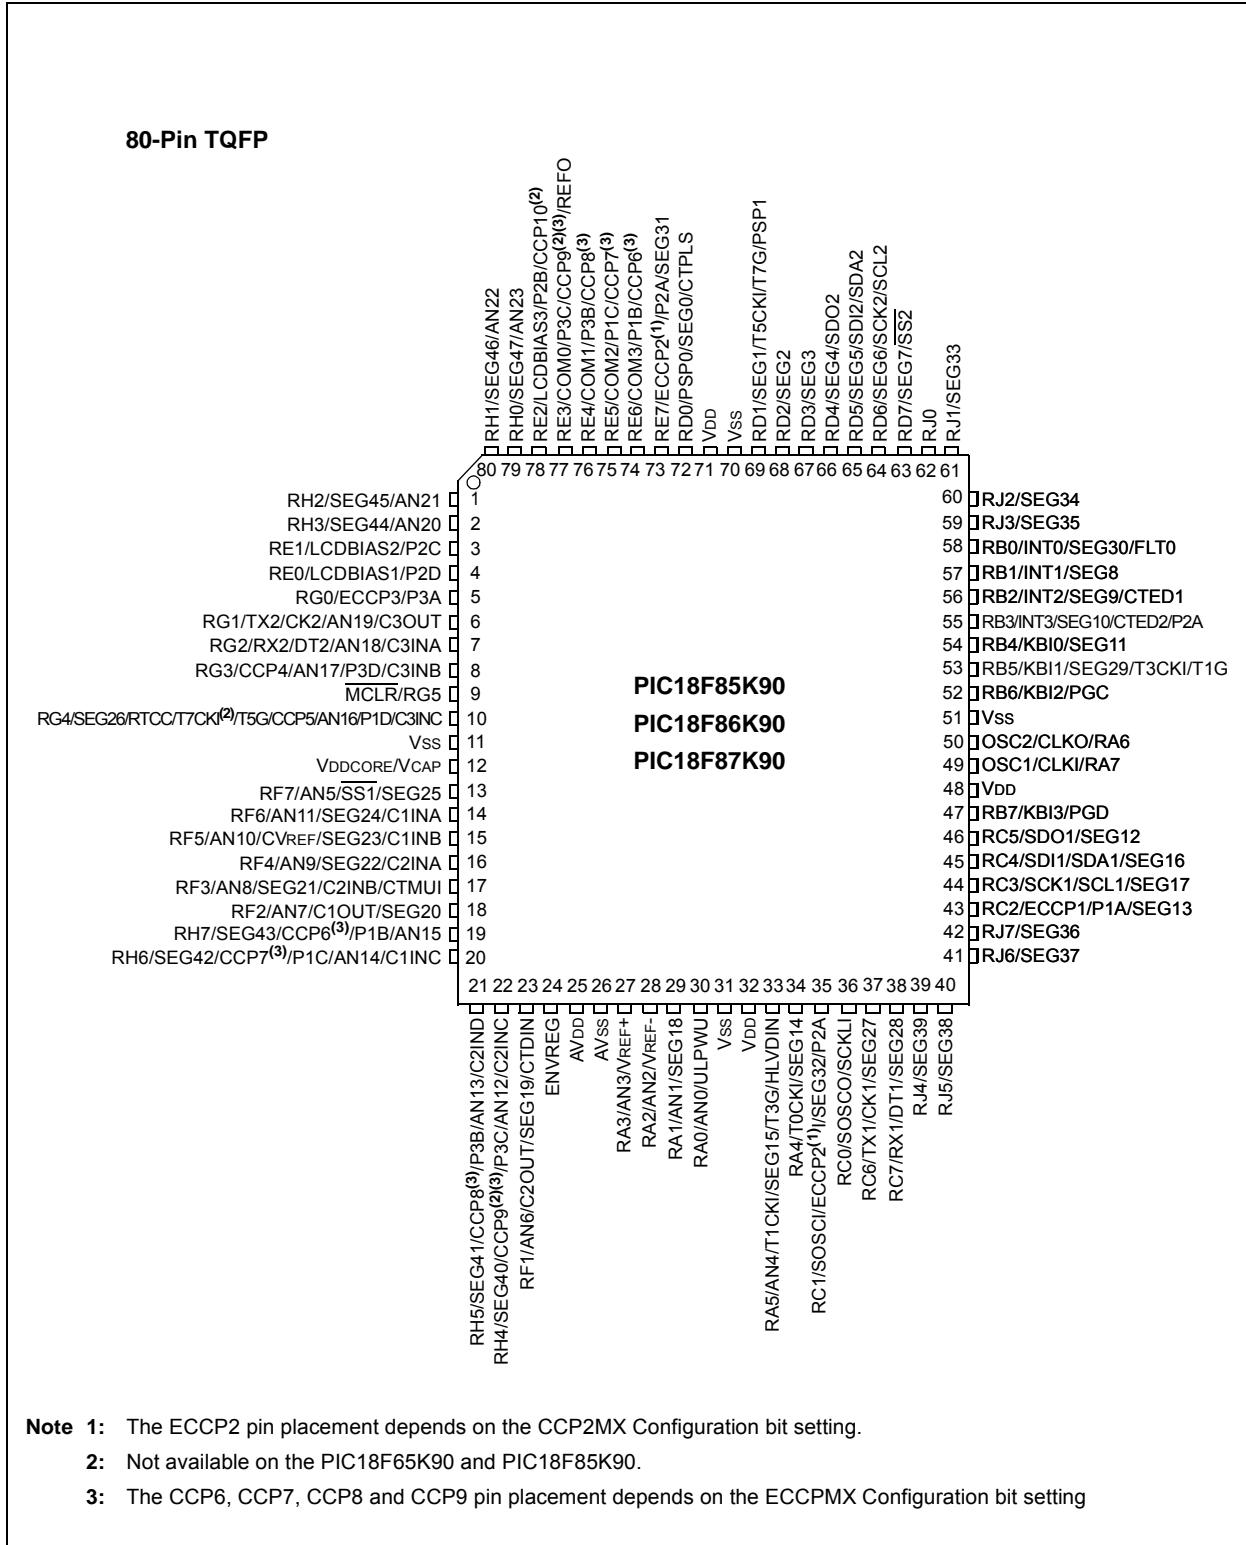 80-Pin TQFP
RH1/SEG46/AN22
RH0/SEG47/AN23
RE2/LCDBIAS3/P2B/CCP10(2)
RE3/COM0/P3C/CCP9(2)(3)/REFO
RE4/COM1/P3B/CCP8(3)
RE5/COM2/P1C/CCP7(3)
RE6/COM3/P1B/CCP6(3)
RE7/ECCP2(1)/P2A/SEG31
RD0/PSP0/SEG0/CTPLS
VDD
VSS
RD1/SEG1/T5CKI/T7G/PSP1
RD2/SEG2
RD3/SEG3
RD4/SEG4/SDO2
RD5/SEG5/SDI2/SDA2
RD6/SEG6/SCK2/SCL2
RD7/SEG7/SS2
RJ0
RJ1/SEG33
80 79 78 77 76 75 74 73 72 71 70 69 68 67 66 65 64 63 62 61
RH2/SEG45/AN21 1
RH3/SEG44/AN20 2
RE1/LCDBIAS2/P2C 3
RE0/LCDBIAS1/P2D 4
RG0/ECCP3/P3A 5
RG1/TX2/CK2/AN19/C3OUT 6
RG2/RX2/DT2/AN18/C3INA 7
RG3/CCP4/AN17/P3D/C3INB 8
MCLR/RG5 9
RG4/SEG26/RTCC/T7CKI(2)/T5G/CCP5/AN16/P1D/C3INC 10
VSS 11
VDDCORE/VCAP 12
RF7/AN5/SS1/SEG25 13
RF6/AN11/SEG24/C1INA 14
RF5/AN10/CVREF/SEG23/C1INB 15
RF4/AN9/SEG22/C2INA 16
RF3/AN8/SEG21/C2INB/CTMUI 17
RF2/AN7/C1OUT/SEG20 18
RH7/SEG43/CCP6(3)/P1B/AN15 19
RH6/SEG42/CCP7(3)/P1C/AN14/C1INC 20
PIC18F85K90
PIC18F86K90
PIC18F87K90
60 RJ2/SEG34
59 RJ3/SEG35
58 RB0/INT0/SEG30/FLT0
57 RB1/INT1/SEG8
56 RB2/INT2/SEG9/CTED1
55 RB3/INT3/SEG10/CTED2/P2A
54 RB4/KBI0/SEG11
53 RB5/KBI1/SEG29/T3CKI/T1G
52 RB6/KBI2/PGC
51 VSS
50 OSC2/CLKO/RA6
49 OSC1/CLKI/RA7
48 VDD
47 RB7/KBI3/PGD
46 RC5/SDO1/SEG12
45 RC4/SDI1/SDA1/SEG16
44 RC3/SCK1/SCL1/SEG17
43 RC2/ECCP1/P1A/SEG13
42 RJ7/SEG36
41 RJ6/SEG37
21 22 23 24 25 26 27 28 29 30 31 32 33 34 35 36 37 38 39 40
RH5/SEG41/CCP8(3)/P3B/AN13/C2IND
RH4/SEG40/CCP9(2)(3)/P3C/AN12/C2INC
RF1/AN6/C2OUT/SEG19/CTDIN
ENVREG
AVDD
AVSS
RA3/AN3/VREF+
RA2/AN2/VREF-
RA1/AN1/SEG18
RA0/AN0/ULPWU
VSS
VDD
RA5/AN4/T1CKI/SEG15/T3G/HLVDIN
RA4/T0CKI/SEG14
RC1/SOSCI/ECCP2(1)I/SEG32/P2A
RC0/SOSCO/SCKLI
RC6/TX1/CK1/SEG27
RC7/RX1/DT1/SEG28
RJ4/SEG39
RJ5/SEG38
Note 1: The ECCP2 pin placement depends on the CCP2MX Configuration bit setting.
2: Not available on the PIC18F65K90 and PIC18F85K90.
3: The CCP6, CCP7, CCP8 and CCP9 pin placement depends on the ECCPMX Configuration bit setting